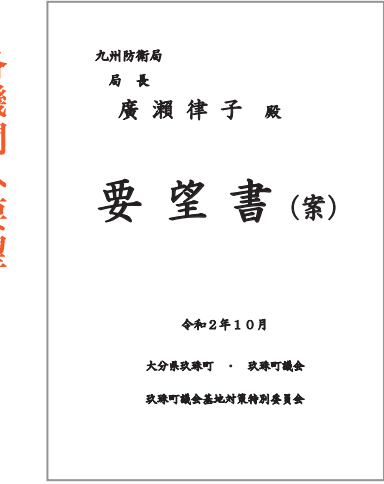 九州防衛局
局　長
廣 瀬 律 子　殿
要 望 書（案）
令和２年１０月
大分県玖珠町　・　玖珠町議会
玖珠町議会基地対策特別委員会